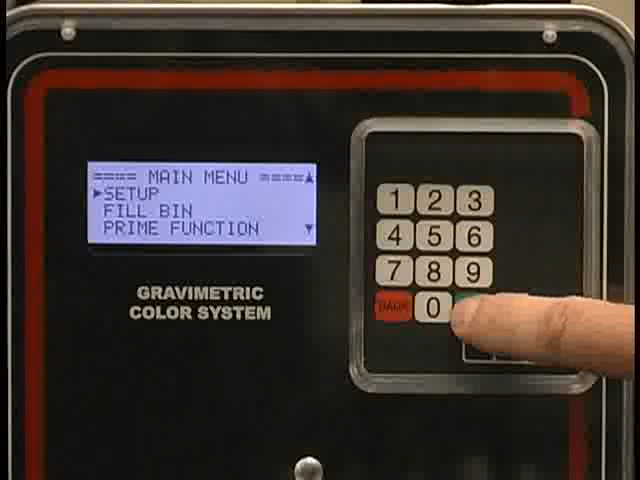 ==== MAIN MENU ====▲
▶SETUP
FILL BIN
PRIME FUNCTION ▼
GRAVIMETRIC
COLOR SYSTEM
1 2 3
4 5 6
7 8 9
BACK 0